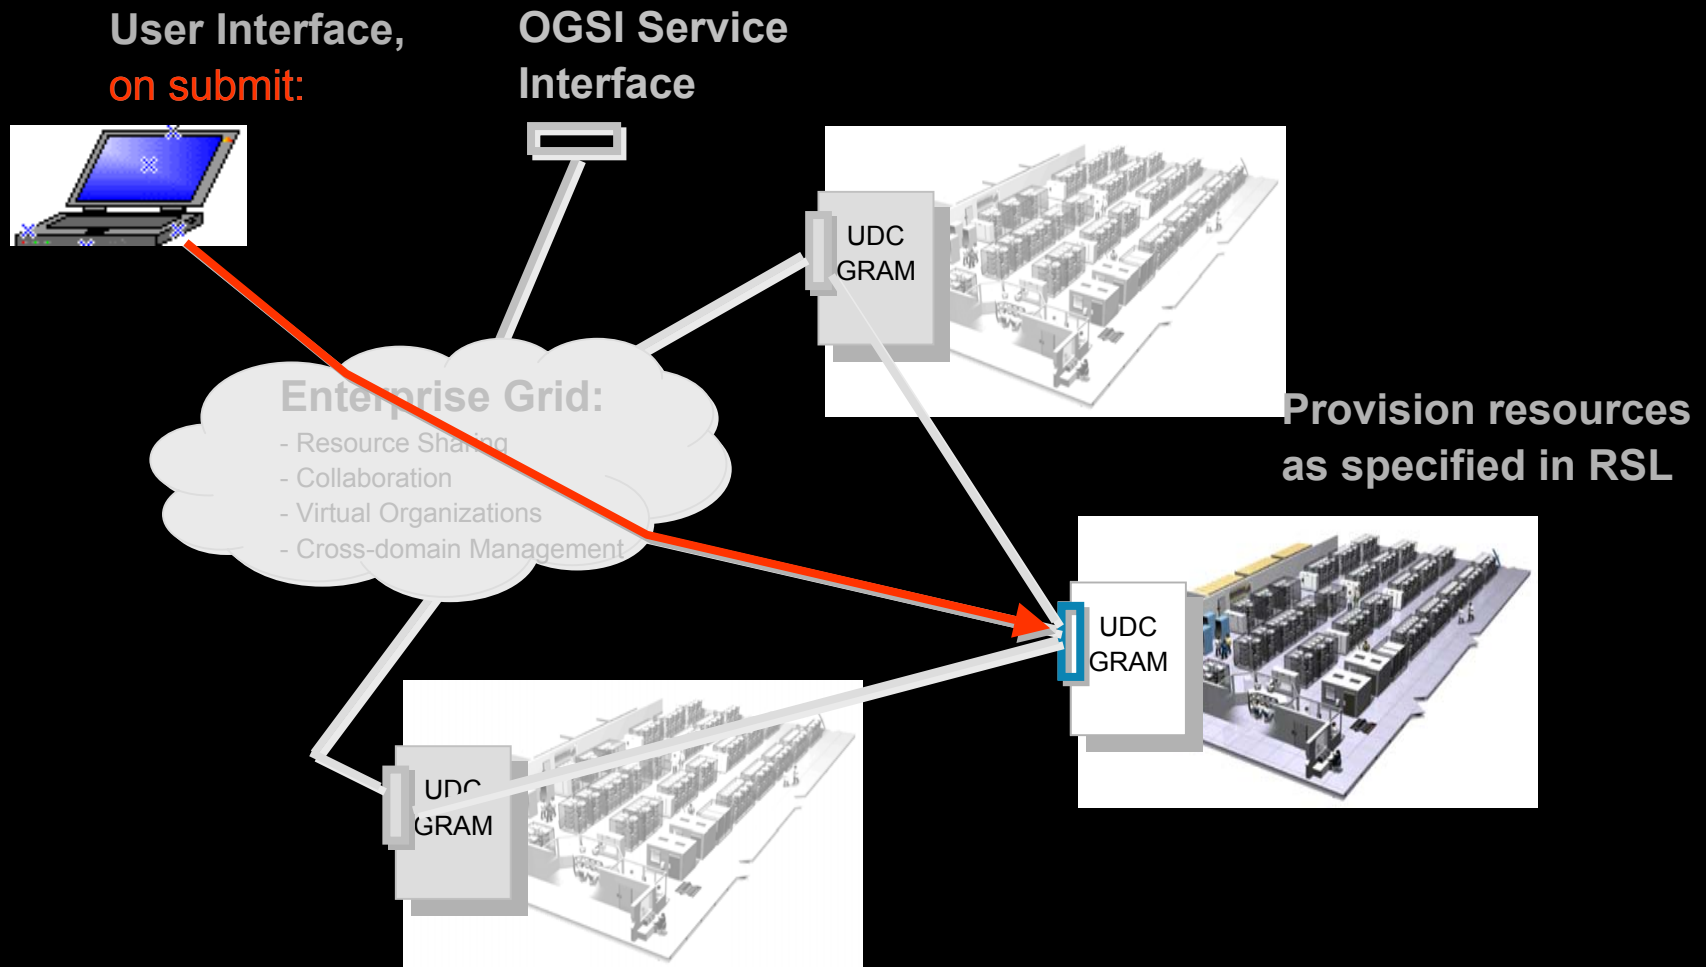 User Interface,
on submit:
OGSI Service
Interface
UDC
GRAM
Enterprise Grid:
- Resource Sharing
- Collaboration
- Virtual Organizations
- Cross-domain Management
Provision resources
as specified in RSL
UDC
GRAM
UDC
GRAM